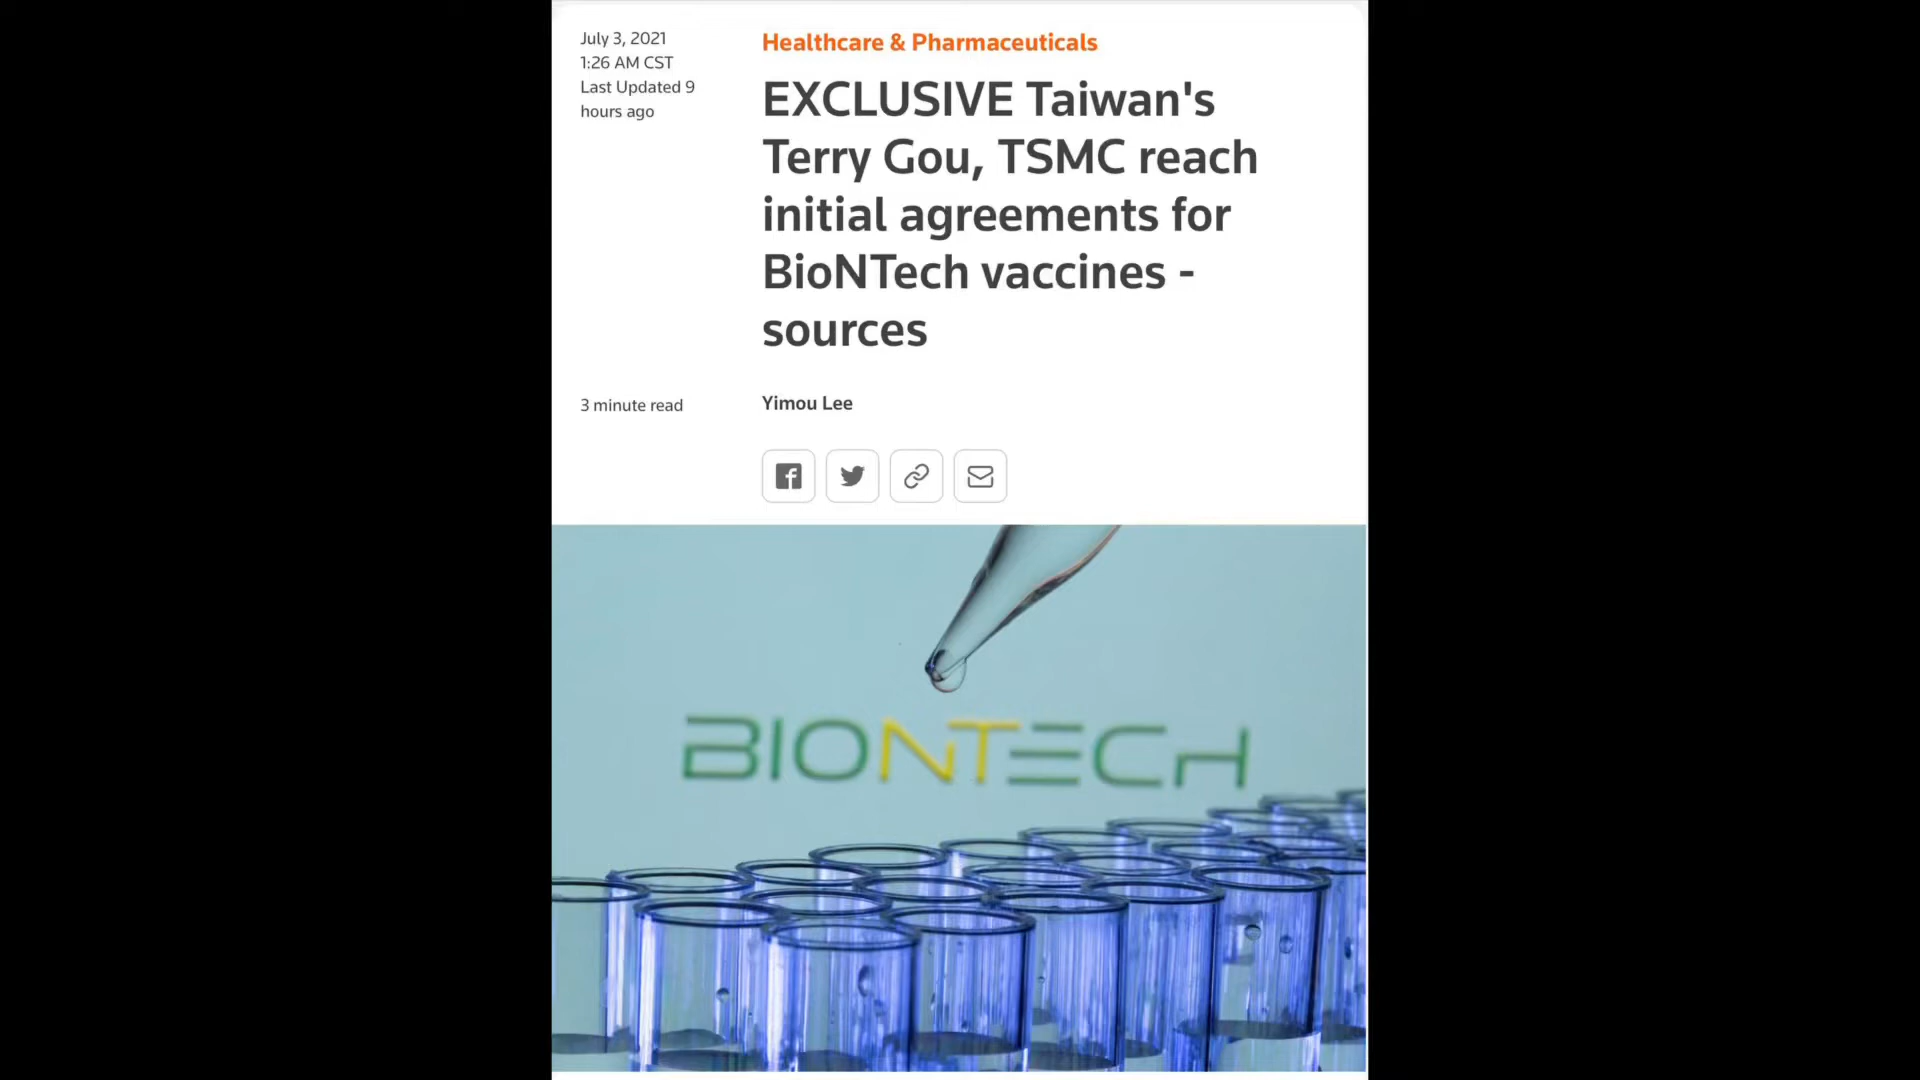 July 3, 2021
1:26 AM CST
Last Updated 9
hours ago
Healthcare & Pharmaceuticals
EXCLUSIVE Taiwan's
Terry Gou, TSMC reach
initial agreements for
BioNTech vaccines -
sources
3 minute read
Yimou Lee
BIONTECH